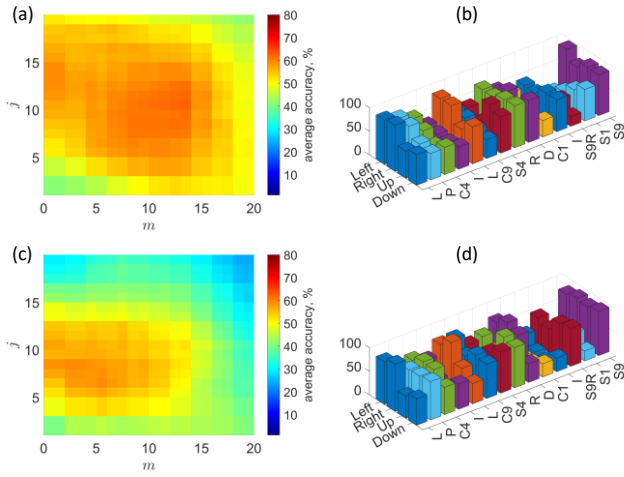 (a)
15
10
5
j
0 5 10 15 20
m
80
70
60
50
40
30
20
10
average accuracy, %
(b)
100
50
0
Left
Right
Up
Down
L
P
C4
I
L
C9
S4
R
D
C1
I
S9R
S1
S9
(c)
15
10
5
j
0 5 10 15 20
m
80
70
60
50
40
30
20
10
average accuracy, %
(d)
100
50
0
Left
Right
Up
Down
L
P
C4
I
L
C9
S4
R
D
C1
I
S9R
S1
S9